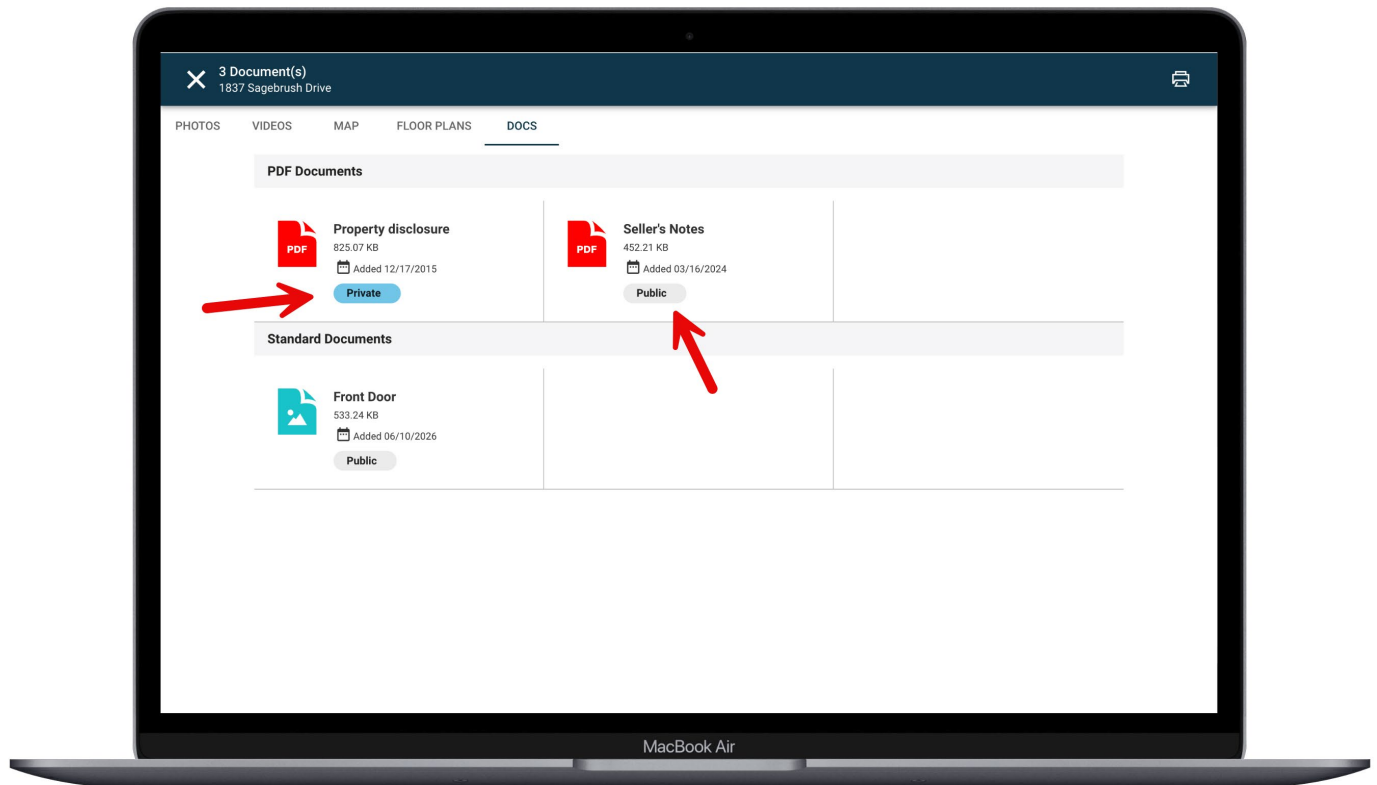 3 Document(s)
1837 Sagebrush Drive
PHOTOS VIDEOS MAP FLOOR PLANS DOCS
PDF Documents
PDF
Property disclosure
825.07 KB
Added 12/17/2015
Private
PDF
Seller's Notes
452.21 KB
Added 03/16/2024
Public
Standard Documents
Front Door
533.24 KB
Added 06/10/2026
Public
MacBook Air